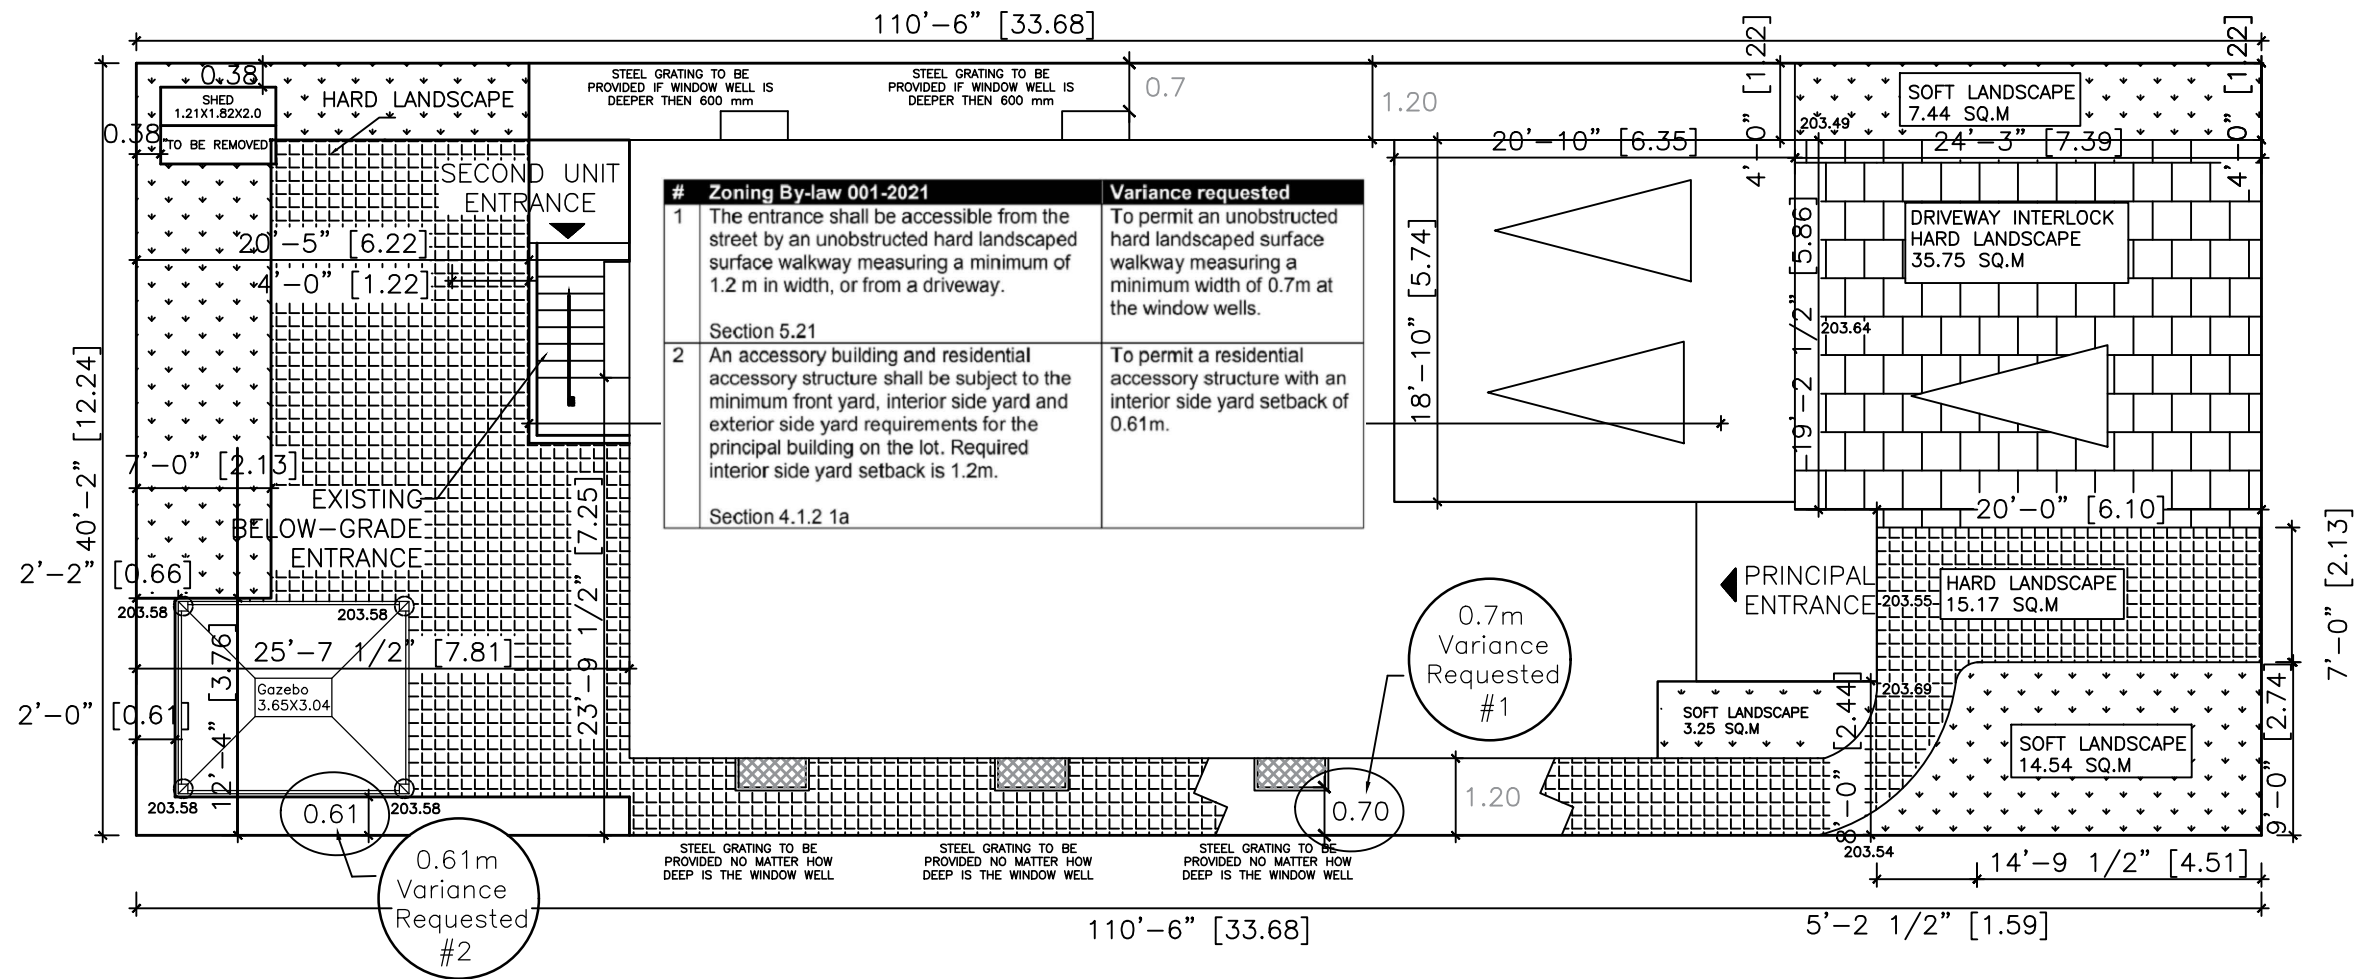 110'-6" [33.68]
0.38
SHED
1.21X1.82X2.0
TO BE REMOVED
0.38
HARD LANDSCAPE
STEEL GRATING TO BE
PROVIDED IF WINDOW WELL IS
DEEPER THEN 600 mm
STEEL GRATING TO BE
PROVIDED IF WINDOW WELL IS
DEEPER THEN 600 mm
0.7
1.20
4'-0" [1.22]
SOFT LANDSCAPE
7.44 SQ.M
4'-0" [1.22]
203.49
20'-10" [6.35]
24'-3" [7.39]
SECOND UNIT
ENTRANCE
20'-5" [6.22]
4'-0" [1.22]
# Zoning By-law 001-2021 Variance requested
1 The entrance shall be accessible from the
street by an unobstructed hard landscaped
surface walkway measuring a minimum of
1.2 m in width, or from a driveway.
Section 5.21
To permit an unobstructed
hard landscaped surface
walkway measuring a
minimum width of 0.7m at
the window wells.
2 An accessory building and residential
accessory structure shall be subject to the
minimum front yard, interior side yard and
exterior side yard requirements for the
principal building on the lot. Required
interior side yard setback is 1.2m.
Section 4.1.2 1a
To permit a residential
accessory structure with an
interior side yard setback of
0.61m.
18'-10" [5.74]
19'-2 1/2" [5.86]
DRIVEWAY INTERLOCK
HARD LANDSCAPE
35.75 SQ.M
203.64
40'-2" [12.24]
7'-0" [2.13]
EXISTING
BELOW-GRADE
ENTRANCE
23'-9 1/2" [7.25]
20'-0" [6.10]
7'-0" [2.13]
2'-2" [0.66]
203.58
203.58
PRINCIPAL
ENTRANCE
203.55
HARD LANDSCAPE
15.17 SQ.M
25'-7 1/2" [7.81]
12'-4" [3.76]
Gazebo
3.65X3.04
2'-0" [0.61]
203.58
203.58
0.61
0.61m
Variance
Requested
#2
0.7m
Variance
Requested
#1
0.70
1.20
SOFT LANDSCAPE
3.25 SQ.M
203.69
8'-0" [2.44]
SOFT LANDSCAPE
14.54 SQ.M
9'-0" [2.74]
203.54
STEEL GRATING TO BE
PROVIDED NO MATTER HOW
DEEP IS THE WINDOW WELL
STEEL GRATING TO BE
PROVIDED NO MATTER HOW
DEEP IS THE WINDOW WELL
STEEL GRATING TO BE
PROVIDED NO MATTER HOW
DEEP IS THE WINDOW WELL
14'-9 1/2" [4.51]
5'-2 1/2" [1.59]
110'-6" [33.68]